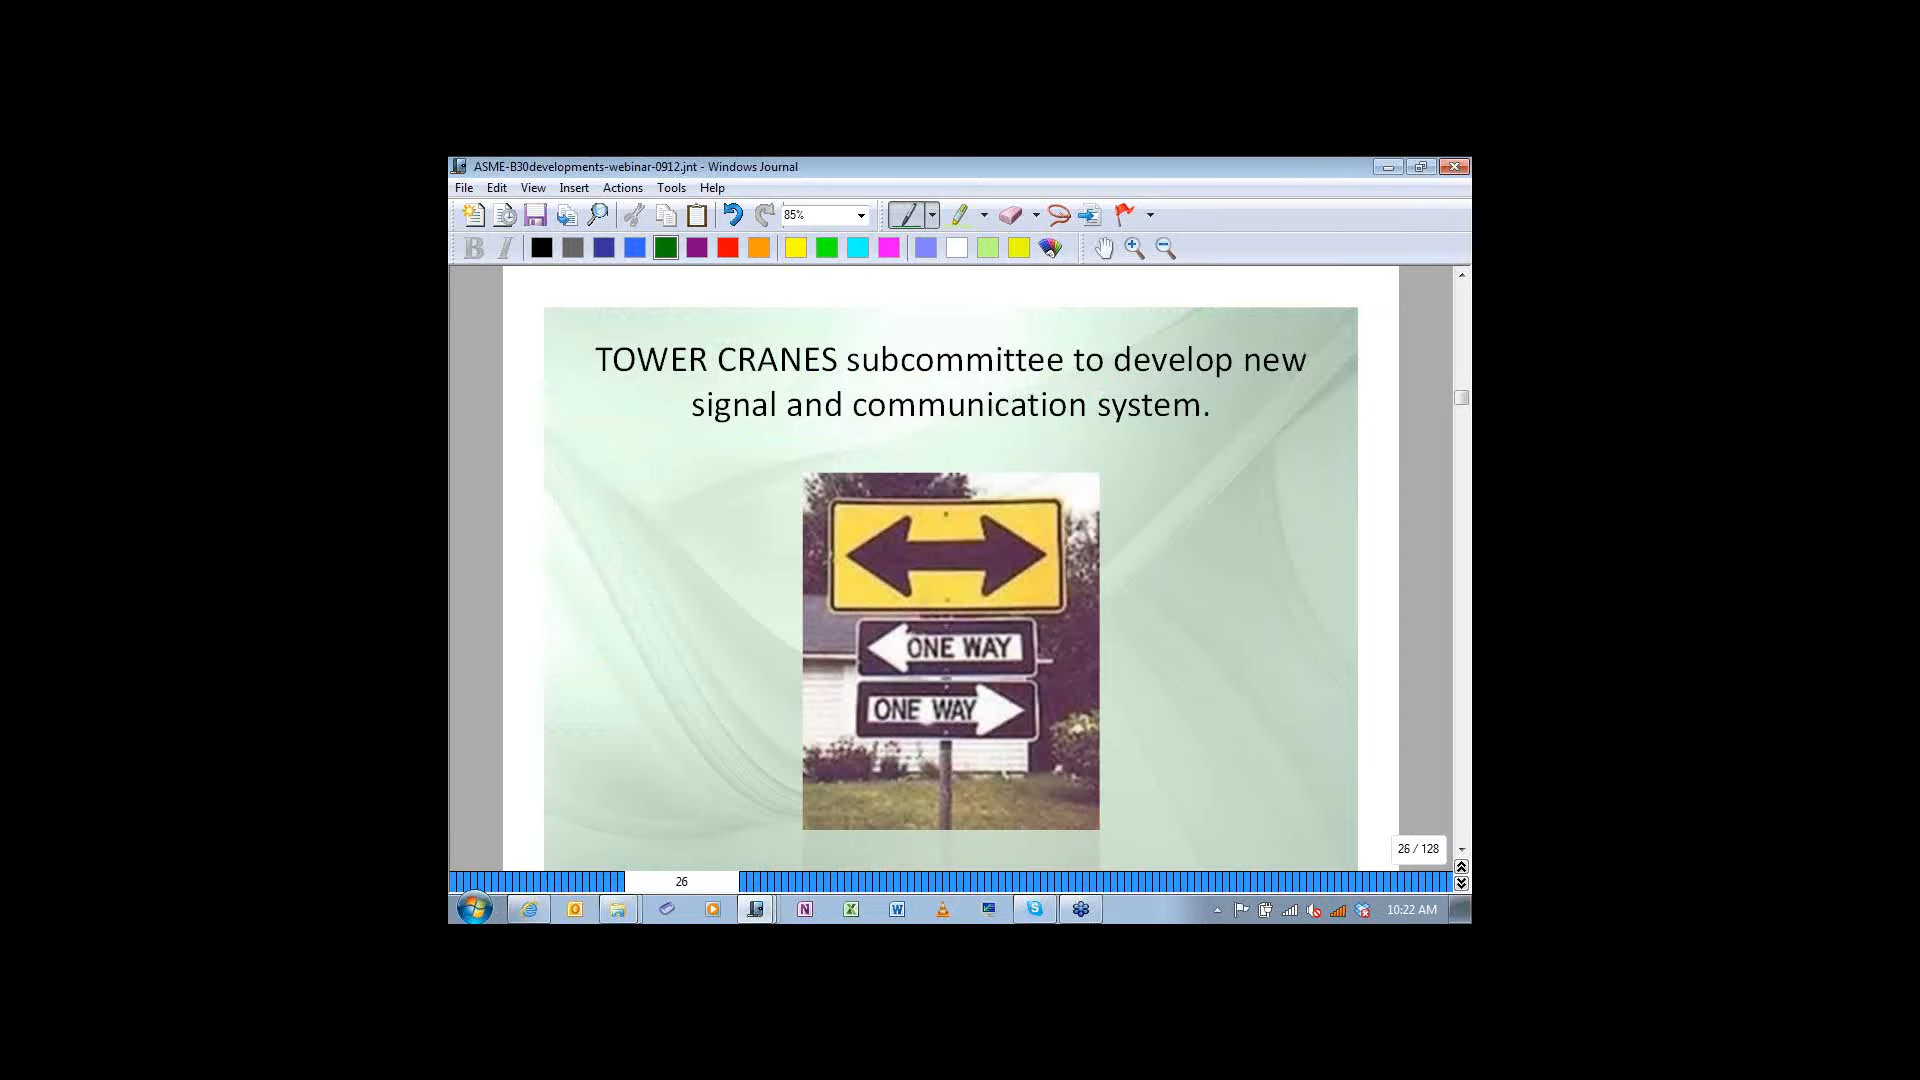 ASME-B30developments-webinar-0912.jnt - Windows Journal
File Edit View Insert Actions Tools Help
85%
B I
TOWER CRANES subcommittee to develop new
signal and communication system.
ONE WAY
ONE WAY
26 / 128
26
10:22 AM